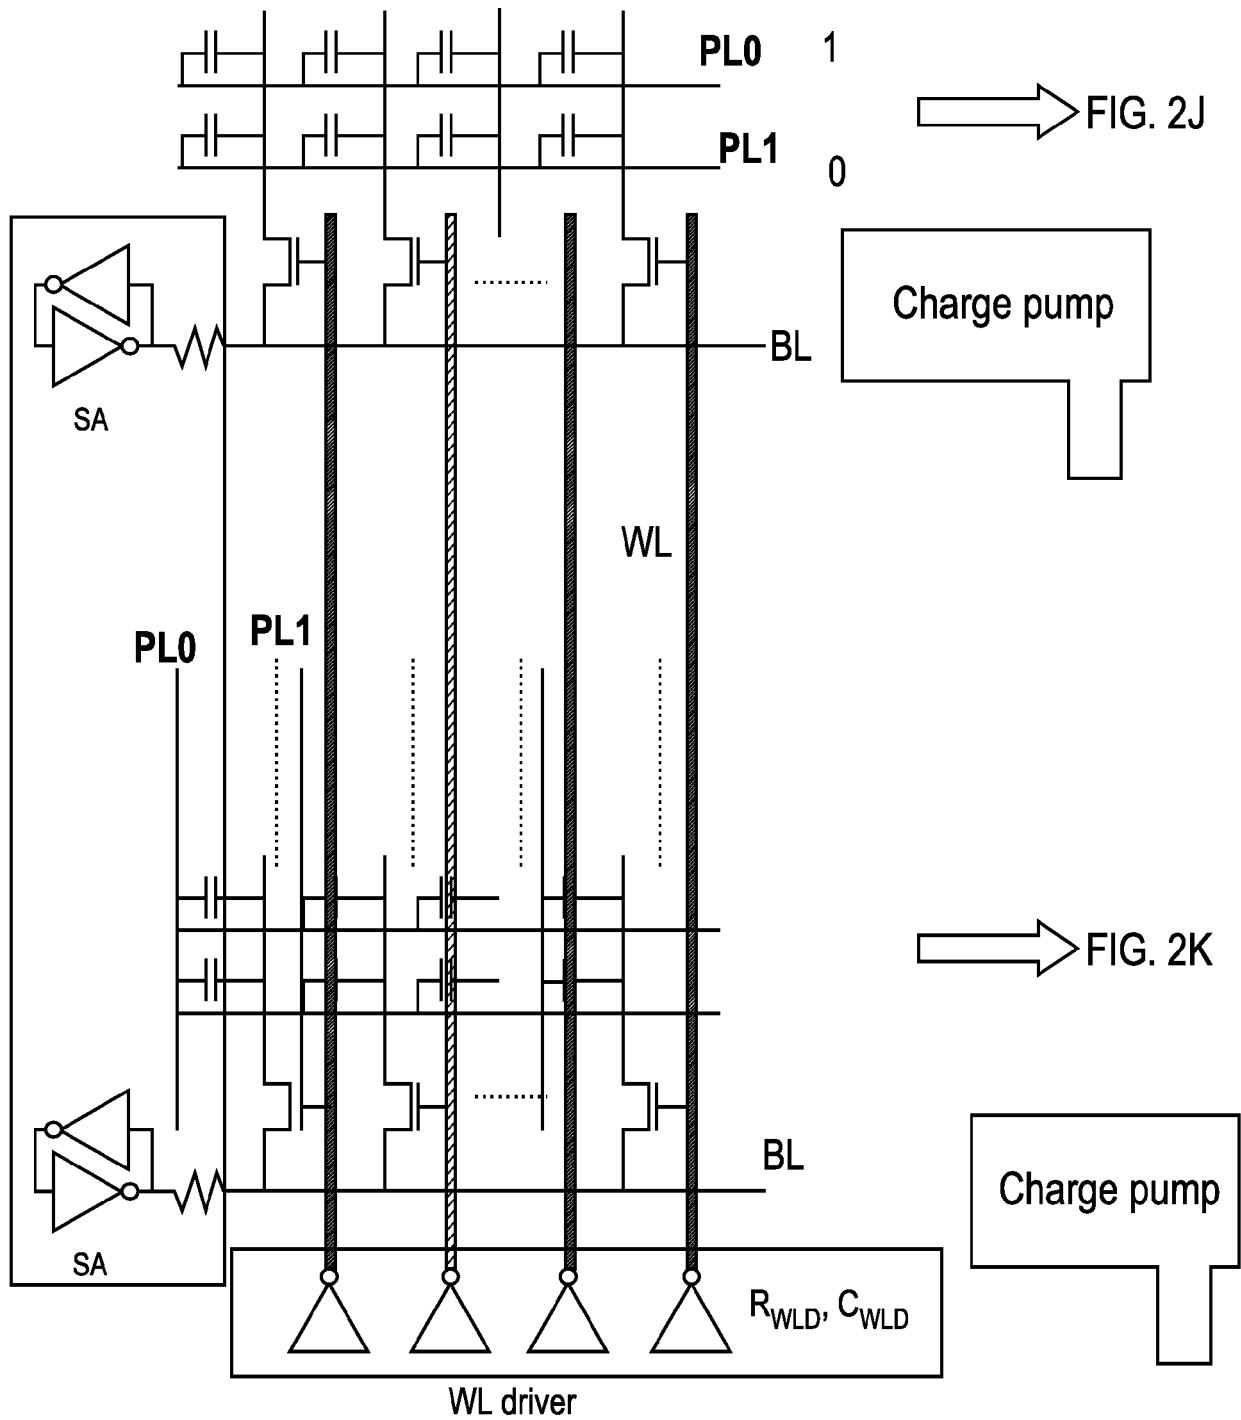 PL0 1
FIG. 2J
PL1
0
Charge pump
BL
SA
WL
PL1
PL0
FIG. 2K
BL
Charge pump
SA
RWLD, CWLD
WL driver